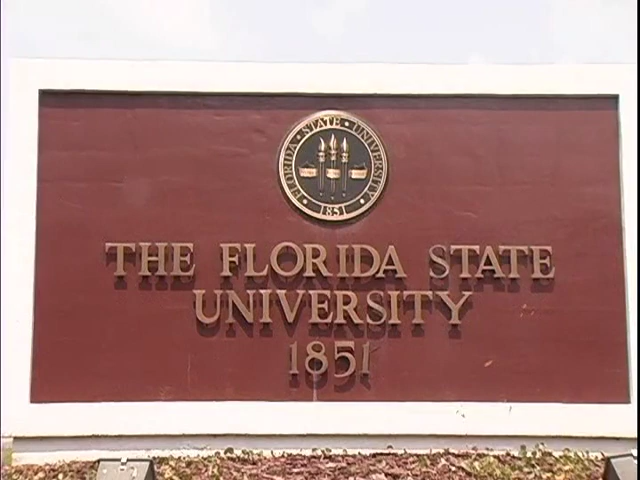 FLORIDA • STATE • UNIVERSITY
1851
THE FLORIDA STATE
UNIVERSITY
1851